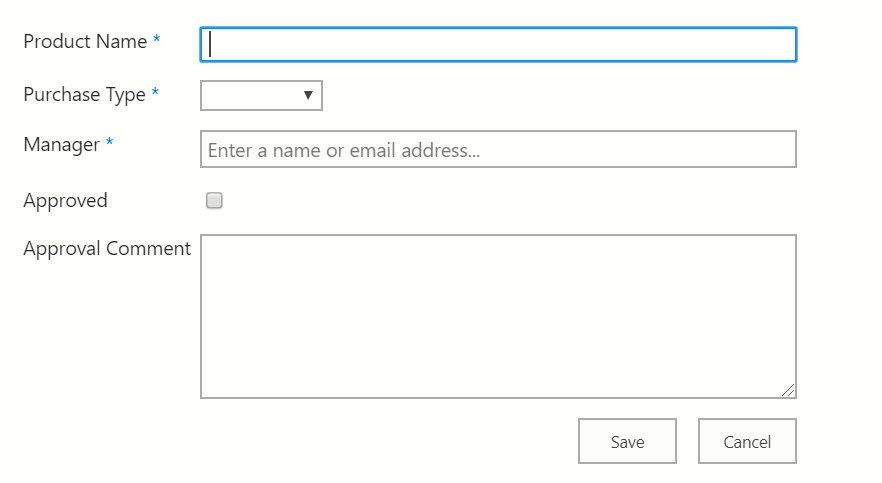 Product Name *
Purchase Type *
Manager * Enter a name or email address...
Approved
Approval Comment
Save Cancel